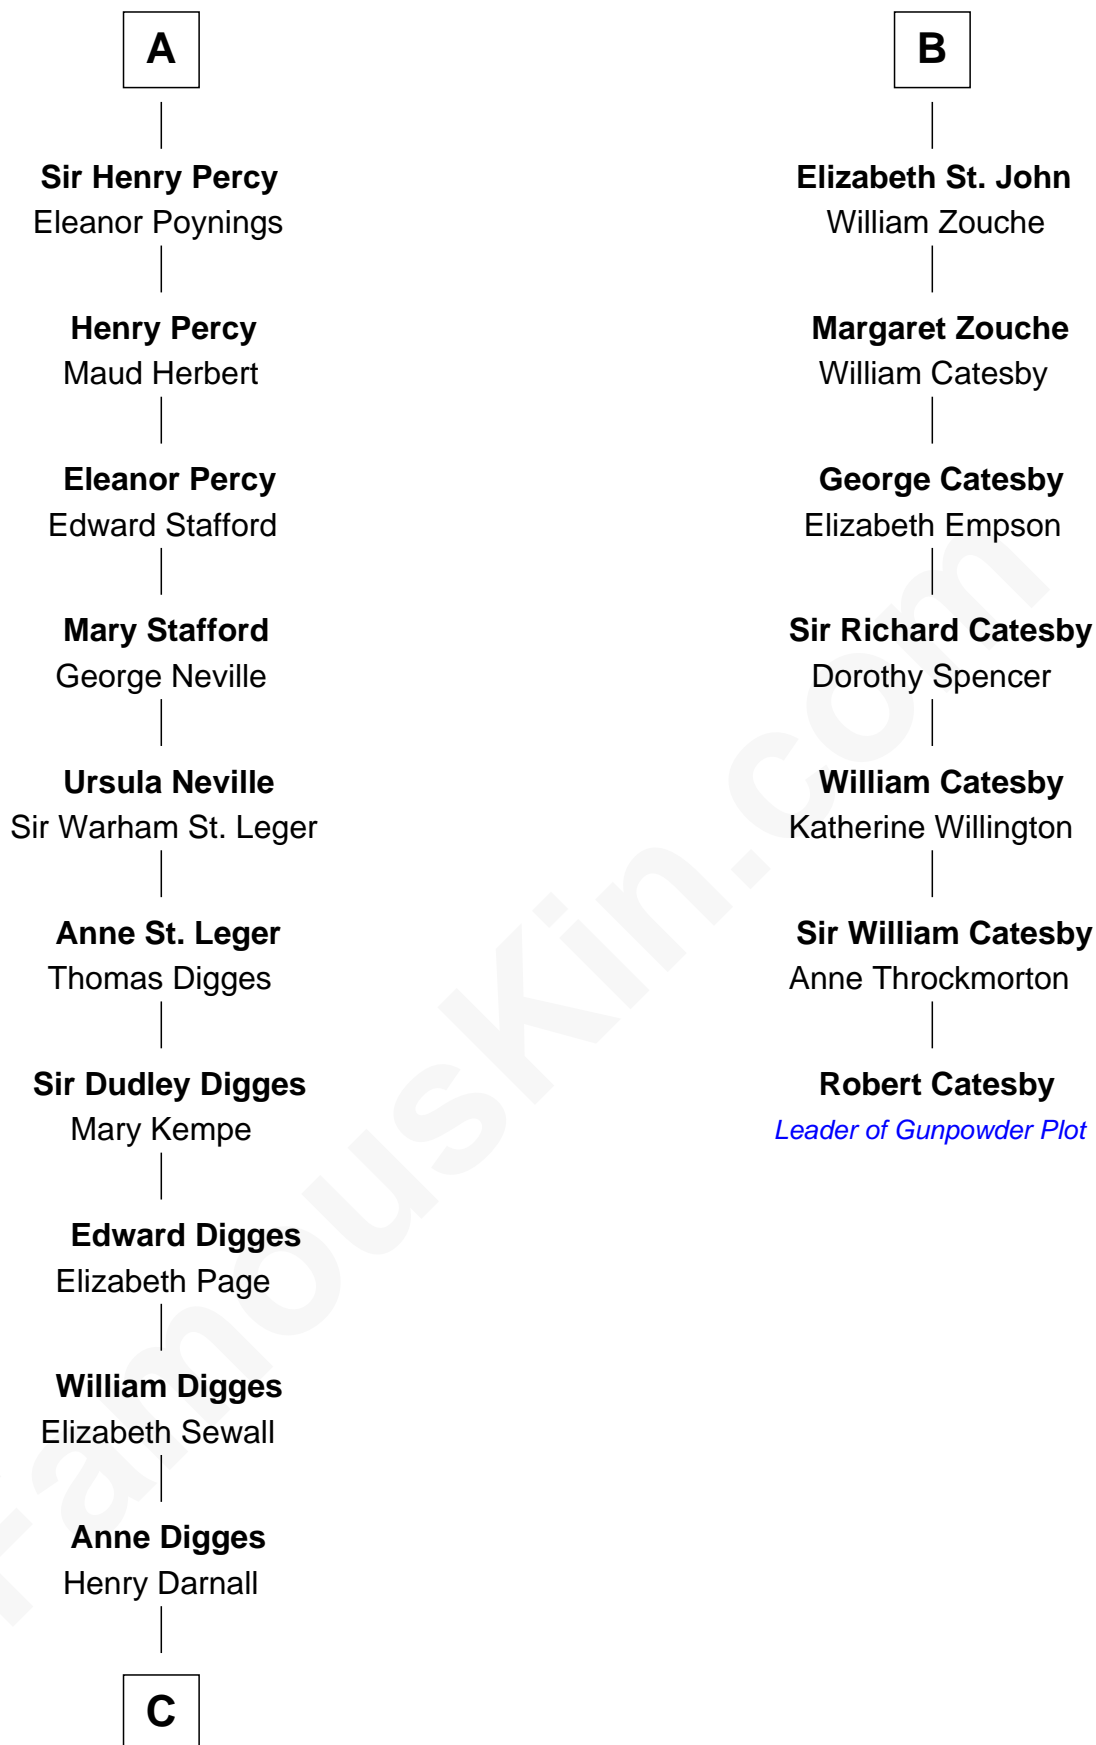 A
Sir Henry Percy
Eleanor Poynings
Henry Percy
Maud Herbert
Eleanor Percy
Edward Stafford
Mary Stafford
George Neville
Ursula Neville
Sir Warham St. Leger
Anne St. Leger
Thomas Digges
Sir Dudley Digges
Mary Kempe
Edward Digges
Elizabeth Page
William Digges
Elizabeth Sewall
Anne Digges
Henry Darnall
C
B
Elizabeth St. John
William Zouche
Margaret Zouche
William Catesby
George Catesby
Elizabeth Empson
Sir Richard Catesby
Dorothy Spencer
William Catesby
Katherine Willington
Sir William Catesby
Anne Throckmorton
Robert Catesby
Leader of Gunpowder Plot
FamousKin.com